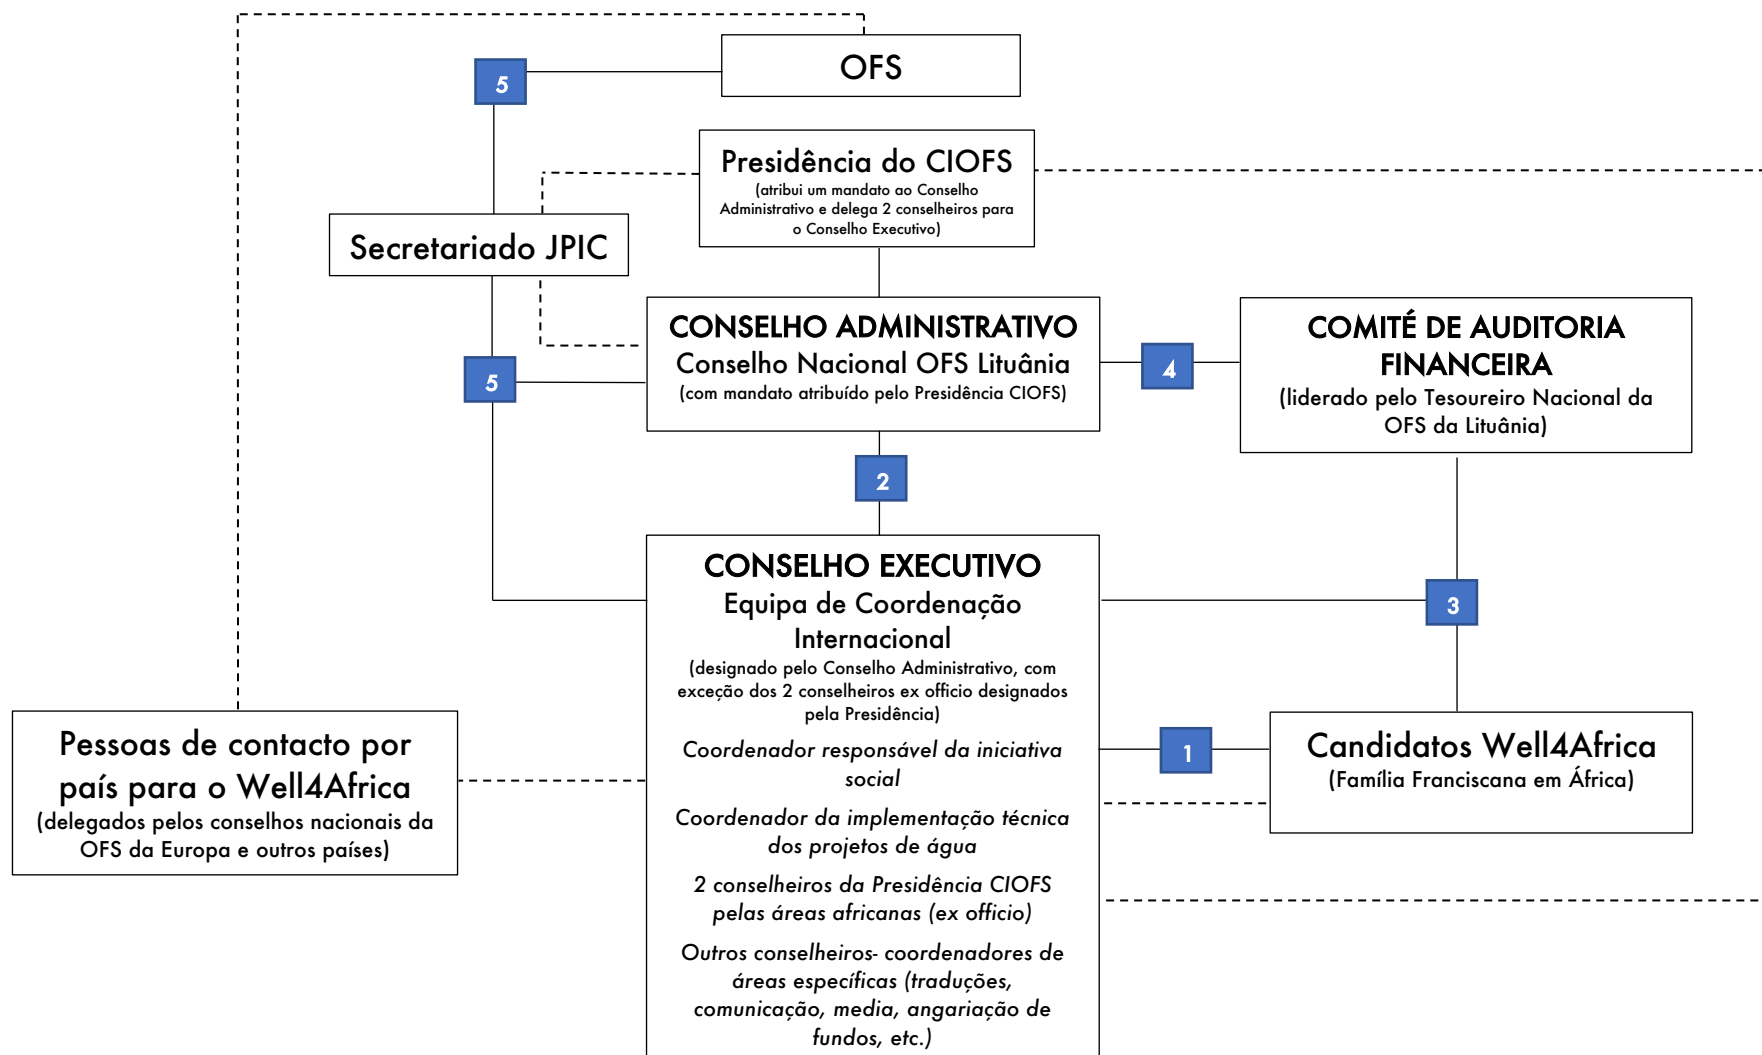 OFS
5
Presidência do CIOFS
(atribui um mandato ao Conselho
Administrativo e delega 2 conselheiros para
o Conselho Executivo)
Secretariado JPIC
CONSELHO ADMINISTRATIVO
Conselho Nacional OFS Lituânia
(com mandato atribuído pelo Presidência CIOFS)
4
COMITÉ DE AUDITORIA
FINANCEIRA
(liderado pelo Tesoureiro Nacional da
OFS da Lituânia)
5
2
CONSELHO EXECUTIVO
Equipa de Coordenação
Internacional
(designado pelo Conselho Administrativo, com
exceção dos 2 conselheiros ex officio designados
pela Presidência)
Coordenador responsável da iniciativa
social
Coordenador da implementação técnica
dos projetos de água
2 conselheiros da Presidência CIOFS
pelas áreas africanas (ex officio)
Outros conselheiros- coordenadores de
áreas específicas (traduções,
comunicação, media, angariação de
fundos, etc.)
3
1
Candidatos Well4Africa
(Família Franciscana em África)
Pessoas de contacto por
país para o Well4Africa
(delegados pelos conselhos nacionais da
OFS da Europa e outros países)